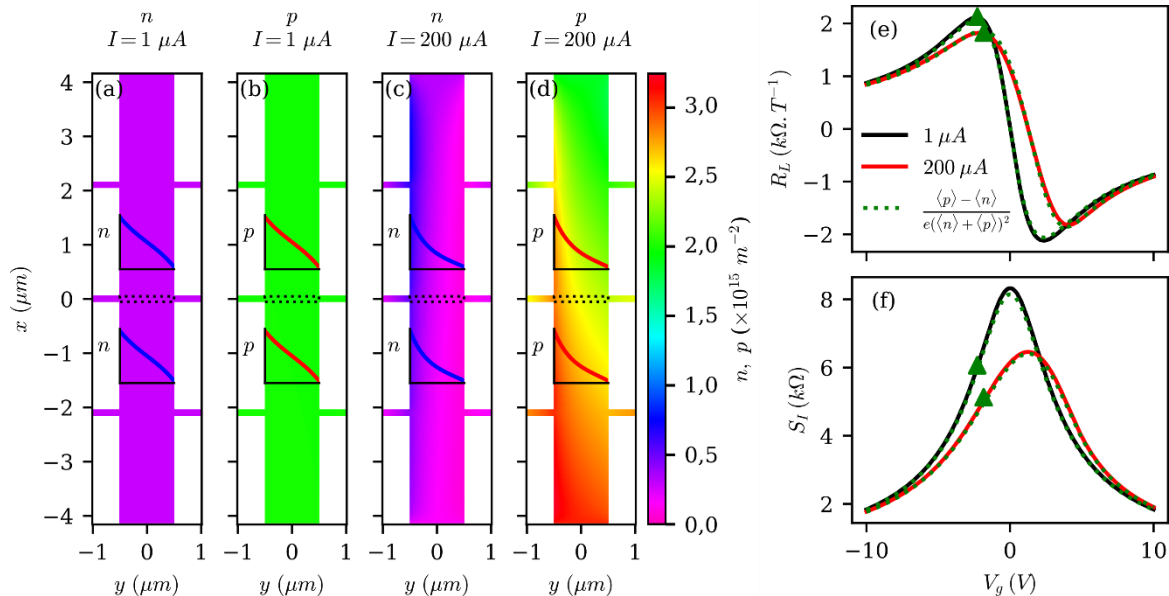 n p n p
I = 1 μA I = 1 μA I = 200 μA I = 200 μA
(a) (b) (c) (d)
4
3
2
1
0
−1
−2
−3
−4
x (μm)
n p n p
n p n p
−1 0 1 −1 0 1 −1 0 1 −1 0 1
y (μm) y (μm) y (μm) y (μm)
3,0
2,5
2,0
1,5
1,0
0,5
0,0
n, p (×10¹⁵ m⁻²)
(e)
2
1
0
−1
−2
R_L (kΩ.T⁻¹)
1 μA
200 μA
⟨p⟩ − ⟨n⟩
e(⟨n⟩ + ⟨p⟩)²
(f)
8
6
4
2
S_I (kΩ)
−10 0 10
V_g (V)